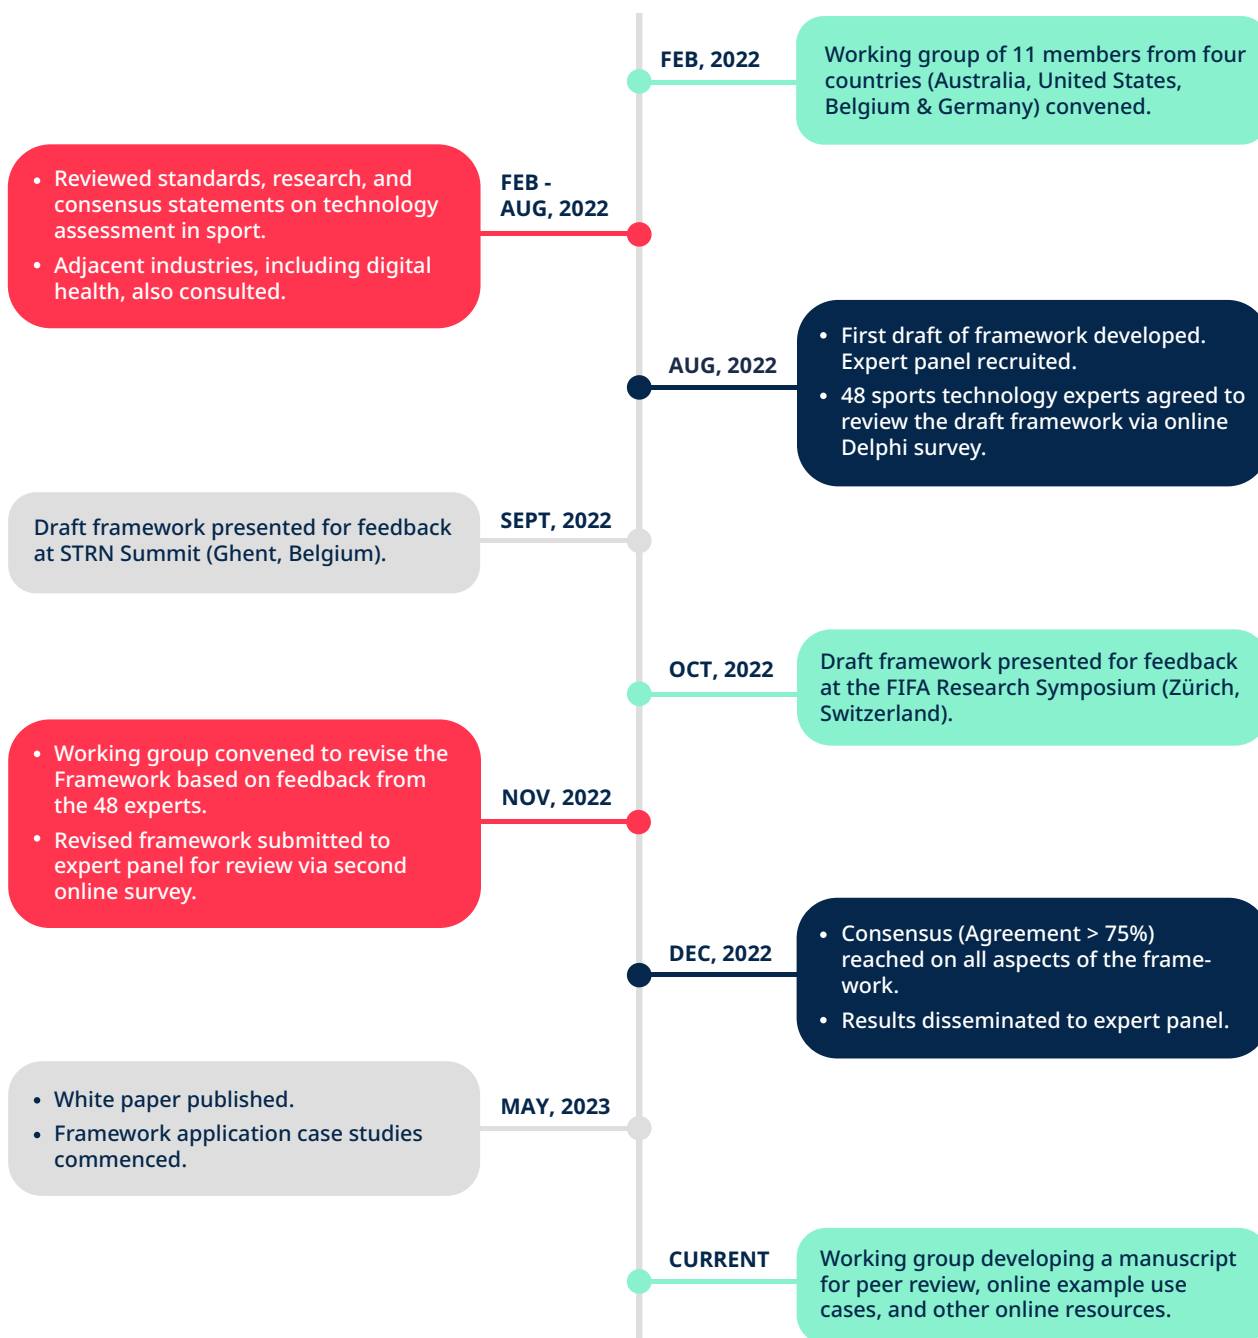 FEB, 2022
Working group of 11 members from four
countries (Australia, United States,
Belgium & Germany) convened.
FEB -
AUG, 2022
• Reviewed standards, research, and
consensus statements on technology
assessment in sport.
• Adjacent industries, including digital
health, also consulted.
AUG, 2022
• First draft of framework developed.
Expert panel recruited.
• 48 sports technology experts agreed to
review the draft framework via online
Delphi survey.
SEPT, 2022
Draft framework presented for feedback
at STRN Summit (Ghent, Belgium).
OCT, 2022
Draft framework presented for feedback
at the FIFA Research Symposium (Zürich,
Switzerland).
NOV, 2022
• Working group convened to revise the
Framework based on feedback from
the 48 experts.
• Revised framework submitted to
expert panel for review via second
online survey.
DEC, 2022
• Consensus (Agreement > 75%)
reached on all aspects of the frame-
work.
• Results disseminated to expert panel.
MAY, 2023
• White paper published.
• Framework application case studies
commenced.
CURRENT
Working group developing a manuscript
for peer review, online example use
cases, and other online resources.